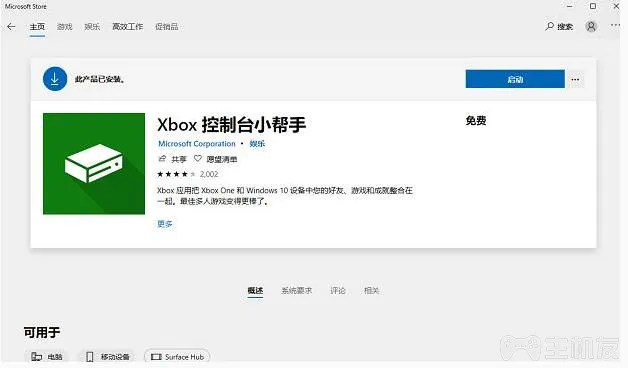 Microsoft Store
主页 游戏 娱乐 高效工作 促销品 搜索
此产品已安装。 启动
Xbox 控制台小帮手 免费
Microsoft Corporation • 娱乐
共享 愿望清单
2,002
Xbox 应用把 Xbox One 和 Windows 10 设备中您的好友、游戏和成就整合在
一起。最佳多人游戏变得更棒了。
更多
概述 系统要求 评论 相关
可用于
电脑 移动设备 Surface Hub
主机友